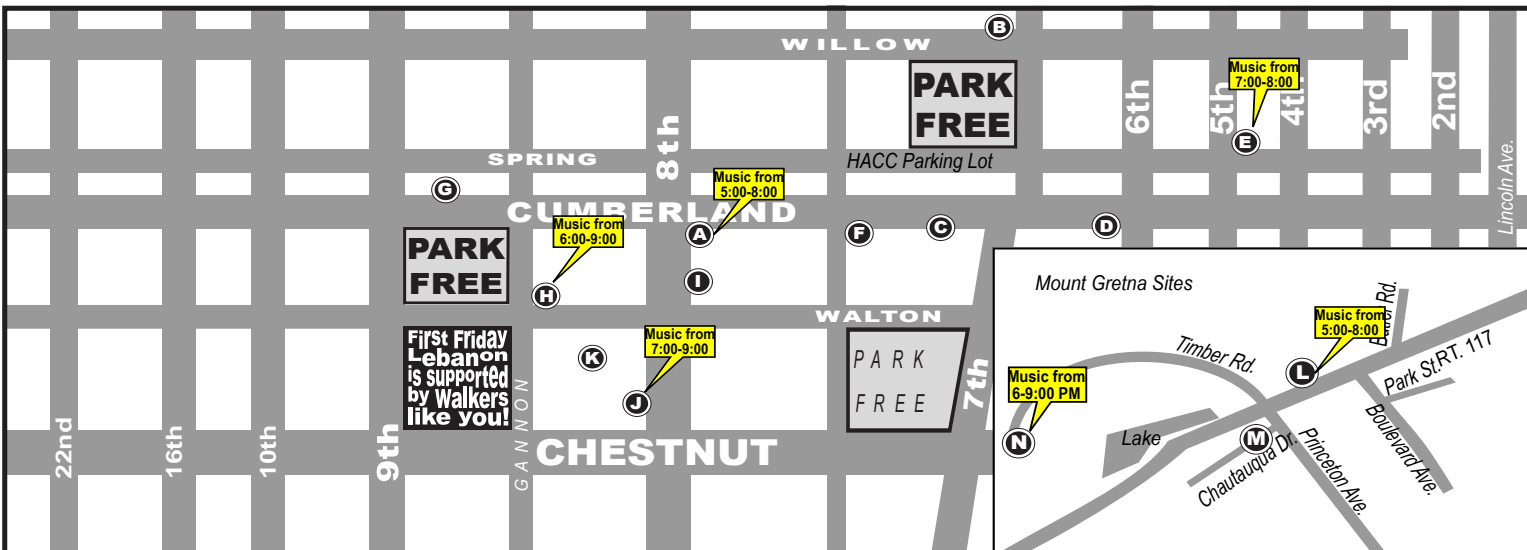 B
WILLOW
PARK
FREE
6th
5th
Music from
7:00-8:00
4th
3rd
2nd
Lincoln Ave.
E
8th
SPRING
HACC Parking Lot
G
Music from
5:00-8:00
CUMBERLAND
Music from
6:00-9:00
A
F
C
D
PARK
FREE
H
I
WALTON
Mount Gretna Sites
First Friday
Lebanon
is supported
by Walkers
like you!
K
Music from
7:00-9:00
J
PARK
FREE
7th
Timber Rd.
Music from
5:00-8:00
Rd.
L
Park St.
RT. 117
Music from
6-9:00 PM
N
Lake
M
Chautauqua Dr.
Princeton Ave.
Boulevard Ave.
22nd
16th
10th
9th
GANNON
CHESTNUT